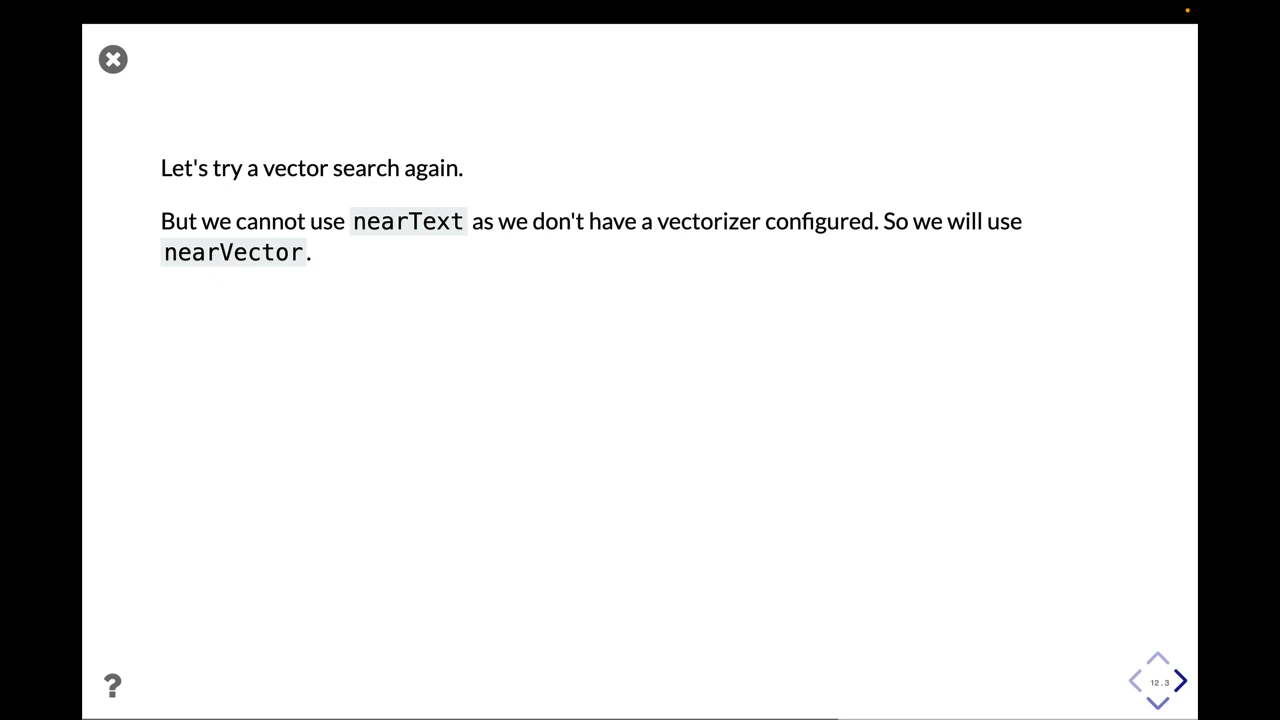 Let's try a vector search again.
But we cannot use nearText as we don't have a vectorizer configured. So we will use
nearVector.
?
12.3